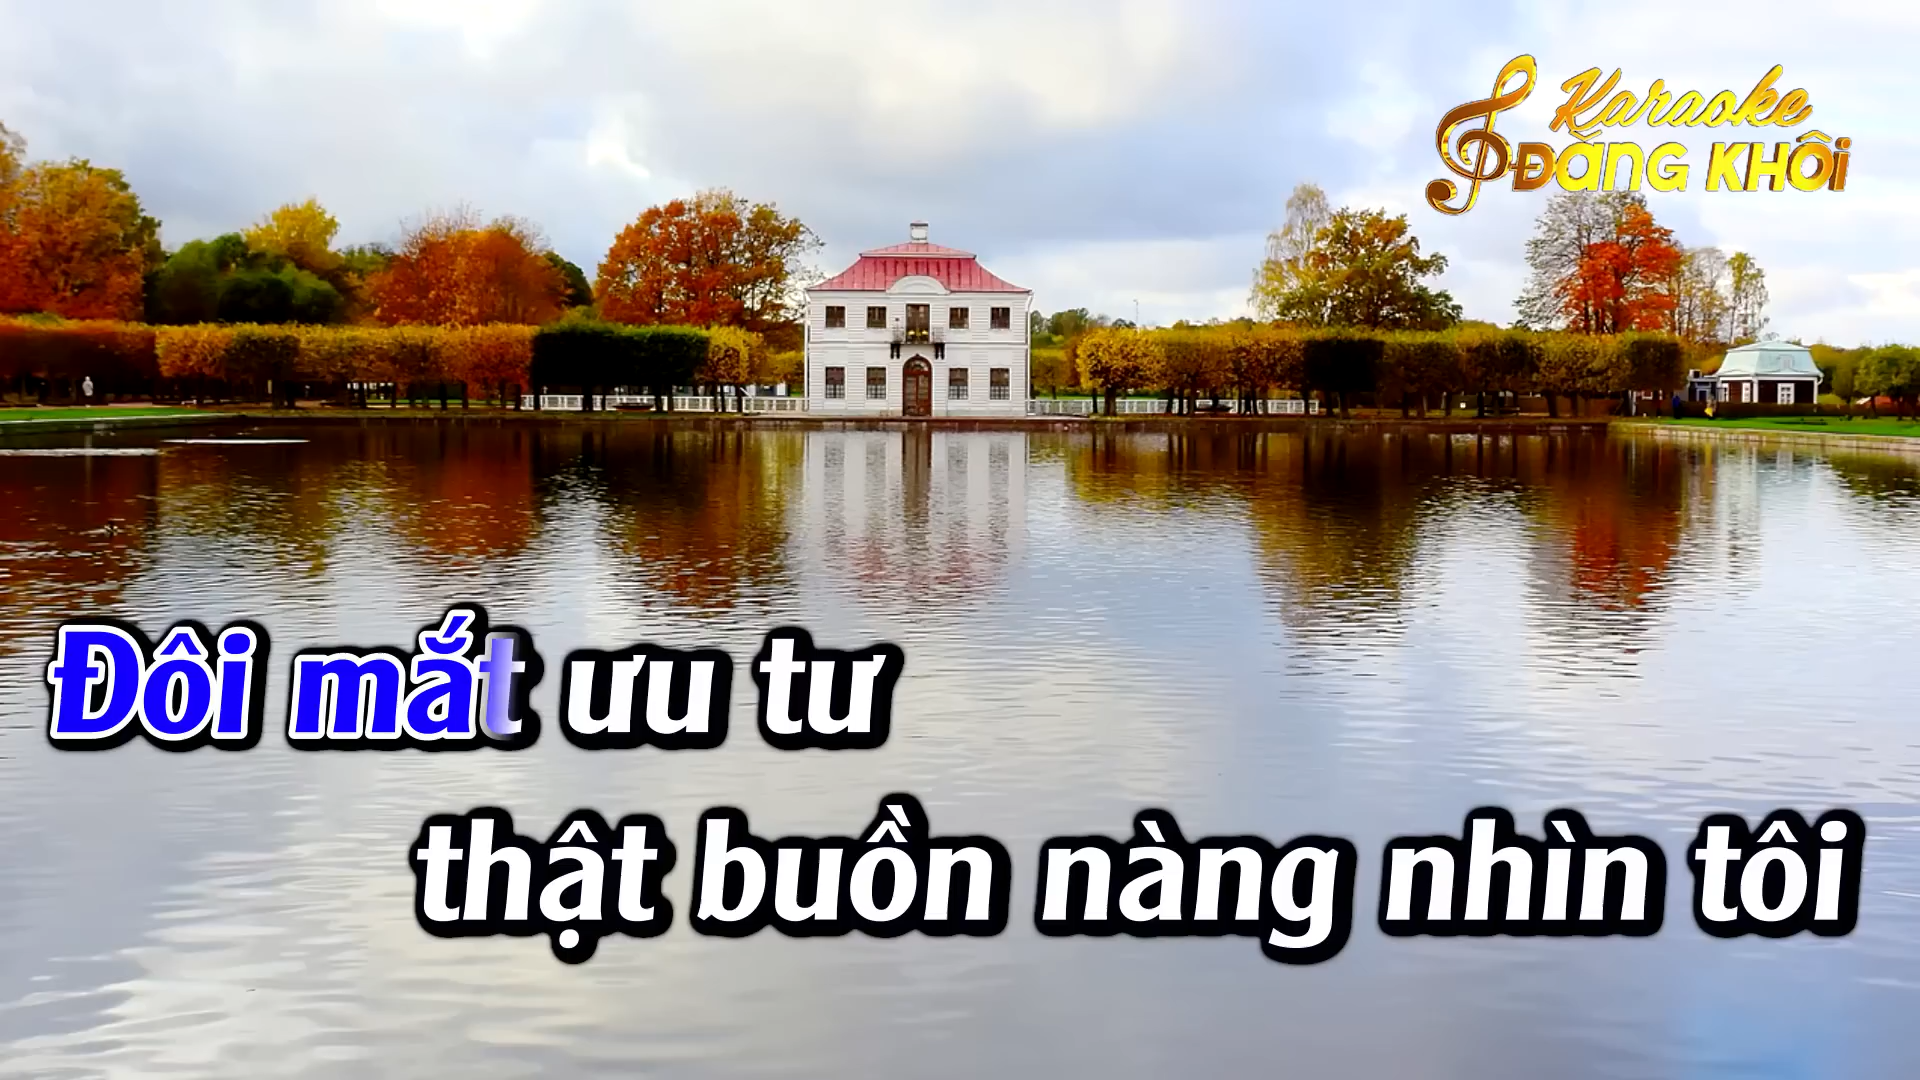 Karaoke
ĐĂNG KHÔI
Đôi mắt ưu tư
thật buồn nàng nhìn tôi